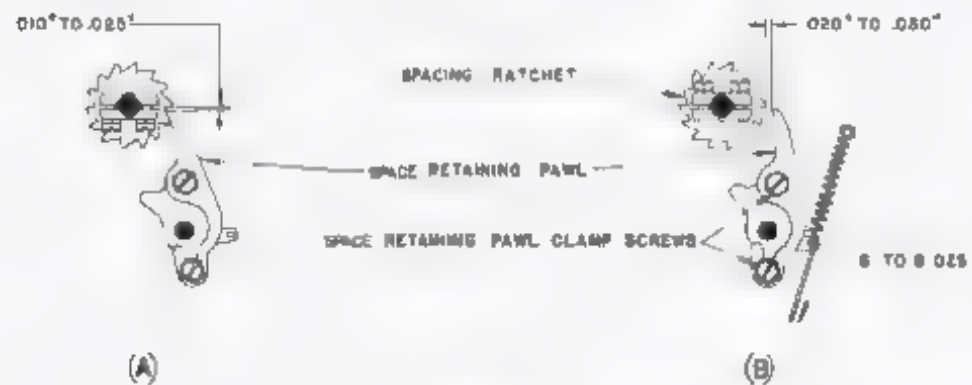 .010" TO .025"
.020" TO .050"
SPACING RATCHET
SPACE RETAINING PAWL
SPACE RETAINING PAWL CLAMP SCREWS
6 TO 8 OZS
(A)
(B)